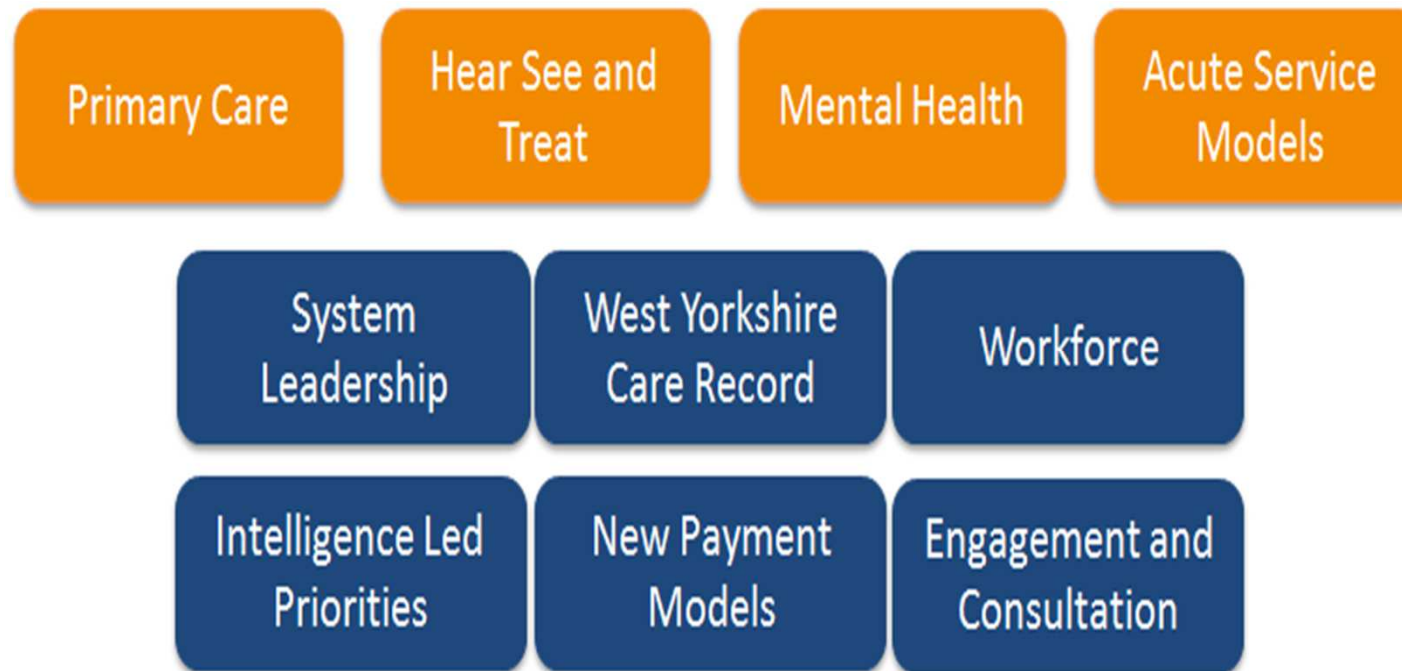 Primary Care
Hear See and
Treat
Mental Health
Acute Service
Models
System
Leadership
West Yorkshire
Care Record
Workforce
Intelligence Led
Priorities
New Payment
Models
Engagement and
Consultation